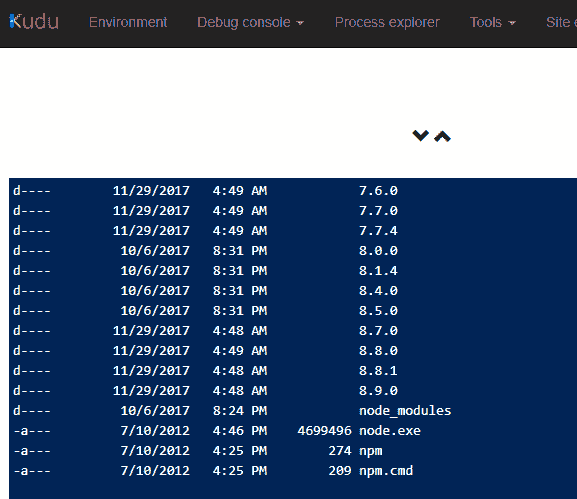 Kudu Environment Debug console Process explorer Tools Site e
d---- 11/29/2017 4:49 AM 7.6.0
d---- 11/29/2017 4:49 AM 7.7.0
d---- 11/29/2017 4:49 AM 7.7.4
d---- 10/6/2017 8:31 PM 8.0.0
d---- 10/6/2017 8:31 PM 8.1.4
d---- 10/6/2017 8:31 PM 8.4.0
d---- 10/6/2017 8:31 PM 8.5.0
d---- 11/29/2017 4:48 AM 8.7.0
d---- 11/29/2017 4:49 AM 8.8.0
d---- 11/29/2017 4:48 AM 8.8.1
d---- 11/29/2017 4:48 AM 8.9.0
d---- 10/6/2017 8:24 PM node_modules
-a--- 7/10/2012 4:46 PM 4699496 node.exe
-a--- 7/10/2012 4:25 PM 274 npm
-a--- 7/10/2012 4:25 PM 209 npm.cmd